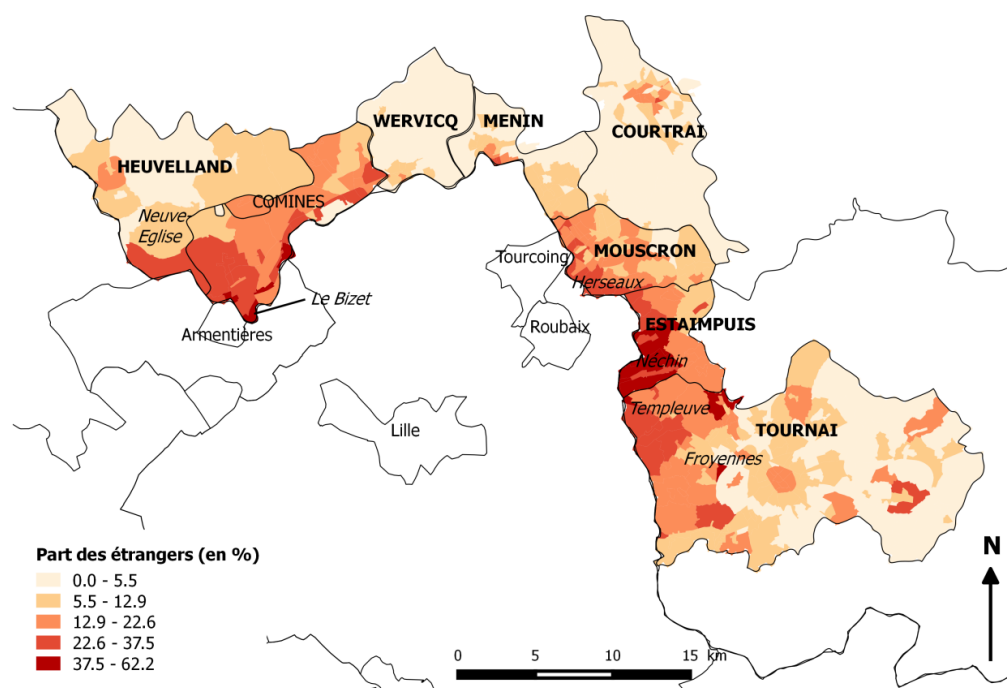 WERVICQ
MENIN
COURTRAI
HEUVELLAND
COMINES
Neuve-
Eglise
MOUSCRON
Tourcoing
Herseaux
Le Bizet
ESTAIMPUIS
Armentières
Roubaix
Néchin
Templeuve
Lille
TOURNAI
Froyennes
Part des étrangers (en %)
0.0 - 5.5
5.5 - 12.9
12.9 - 22.6
22.6 - 37.5
37.5 - 62.2
N
0 5 10 15 km